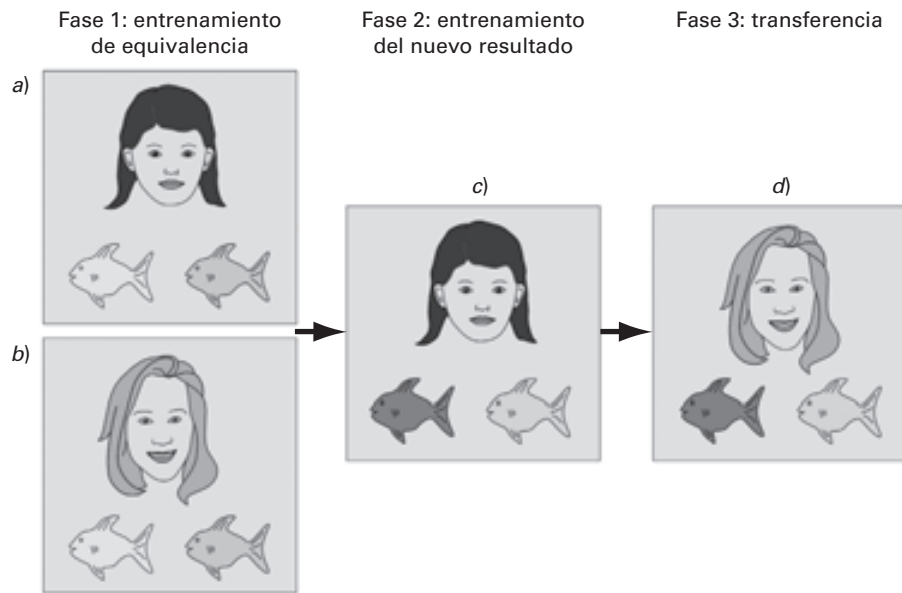 Fase 1: entrenamiento
de equivalencia
Fase 2: entrenamiento
del nuevo resultado
Fase 3: transferencia
a)
b)
c)
d)